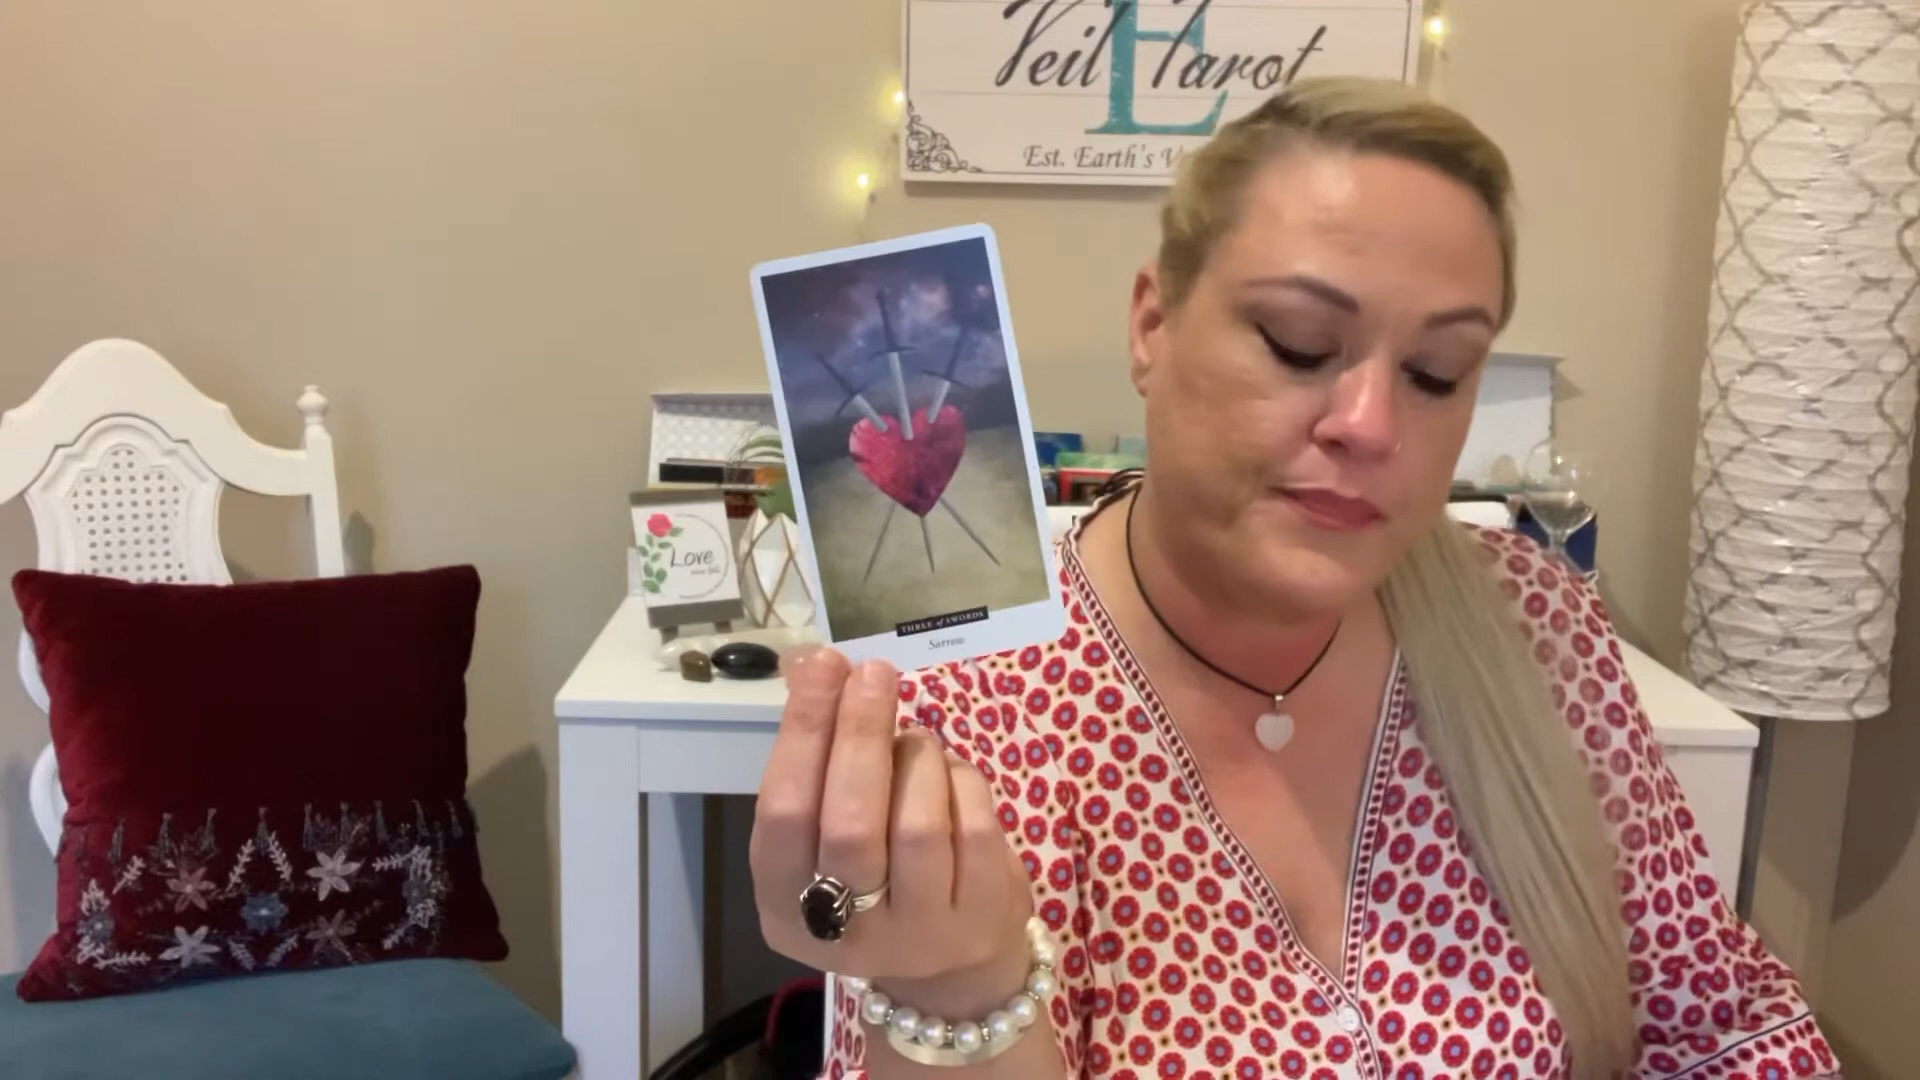 Veil Tarot
E
Est. Earth's
Love
THREE of SWORDS
Sorrow